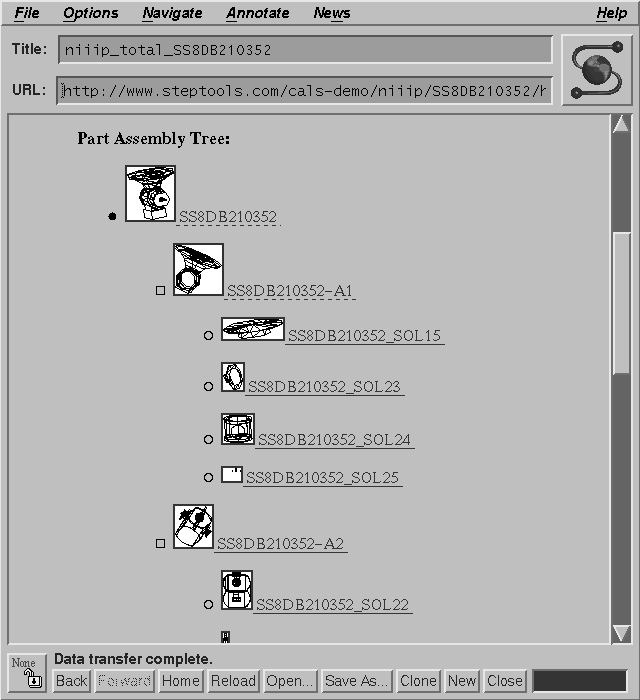 File Options Navigate Annotate News Help
Title: niiip_total_SS8DB210352
URL: http://www.steptools.com/cals-demo/niiip/SS8DB210352/h
Part Assembly Tree:
SS8DB210352
SS8DB210352-A1
SS8DB210352_SOL15
SS8DB210352_SOL23
SS8DB210352_SOL24
SS8DB210352_SOL25
SS8DB210352-A2
SS8DB210352_SOL22
None
Data transfer complete.
Back Forward Home Reload Open... Save As... Clone New Close